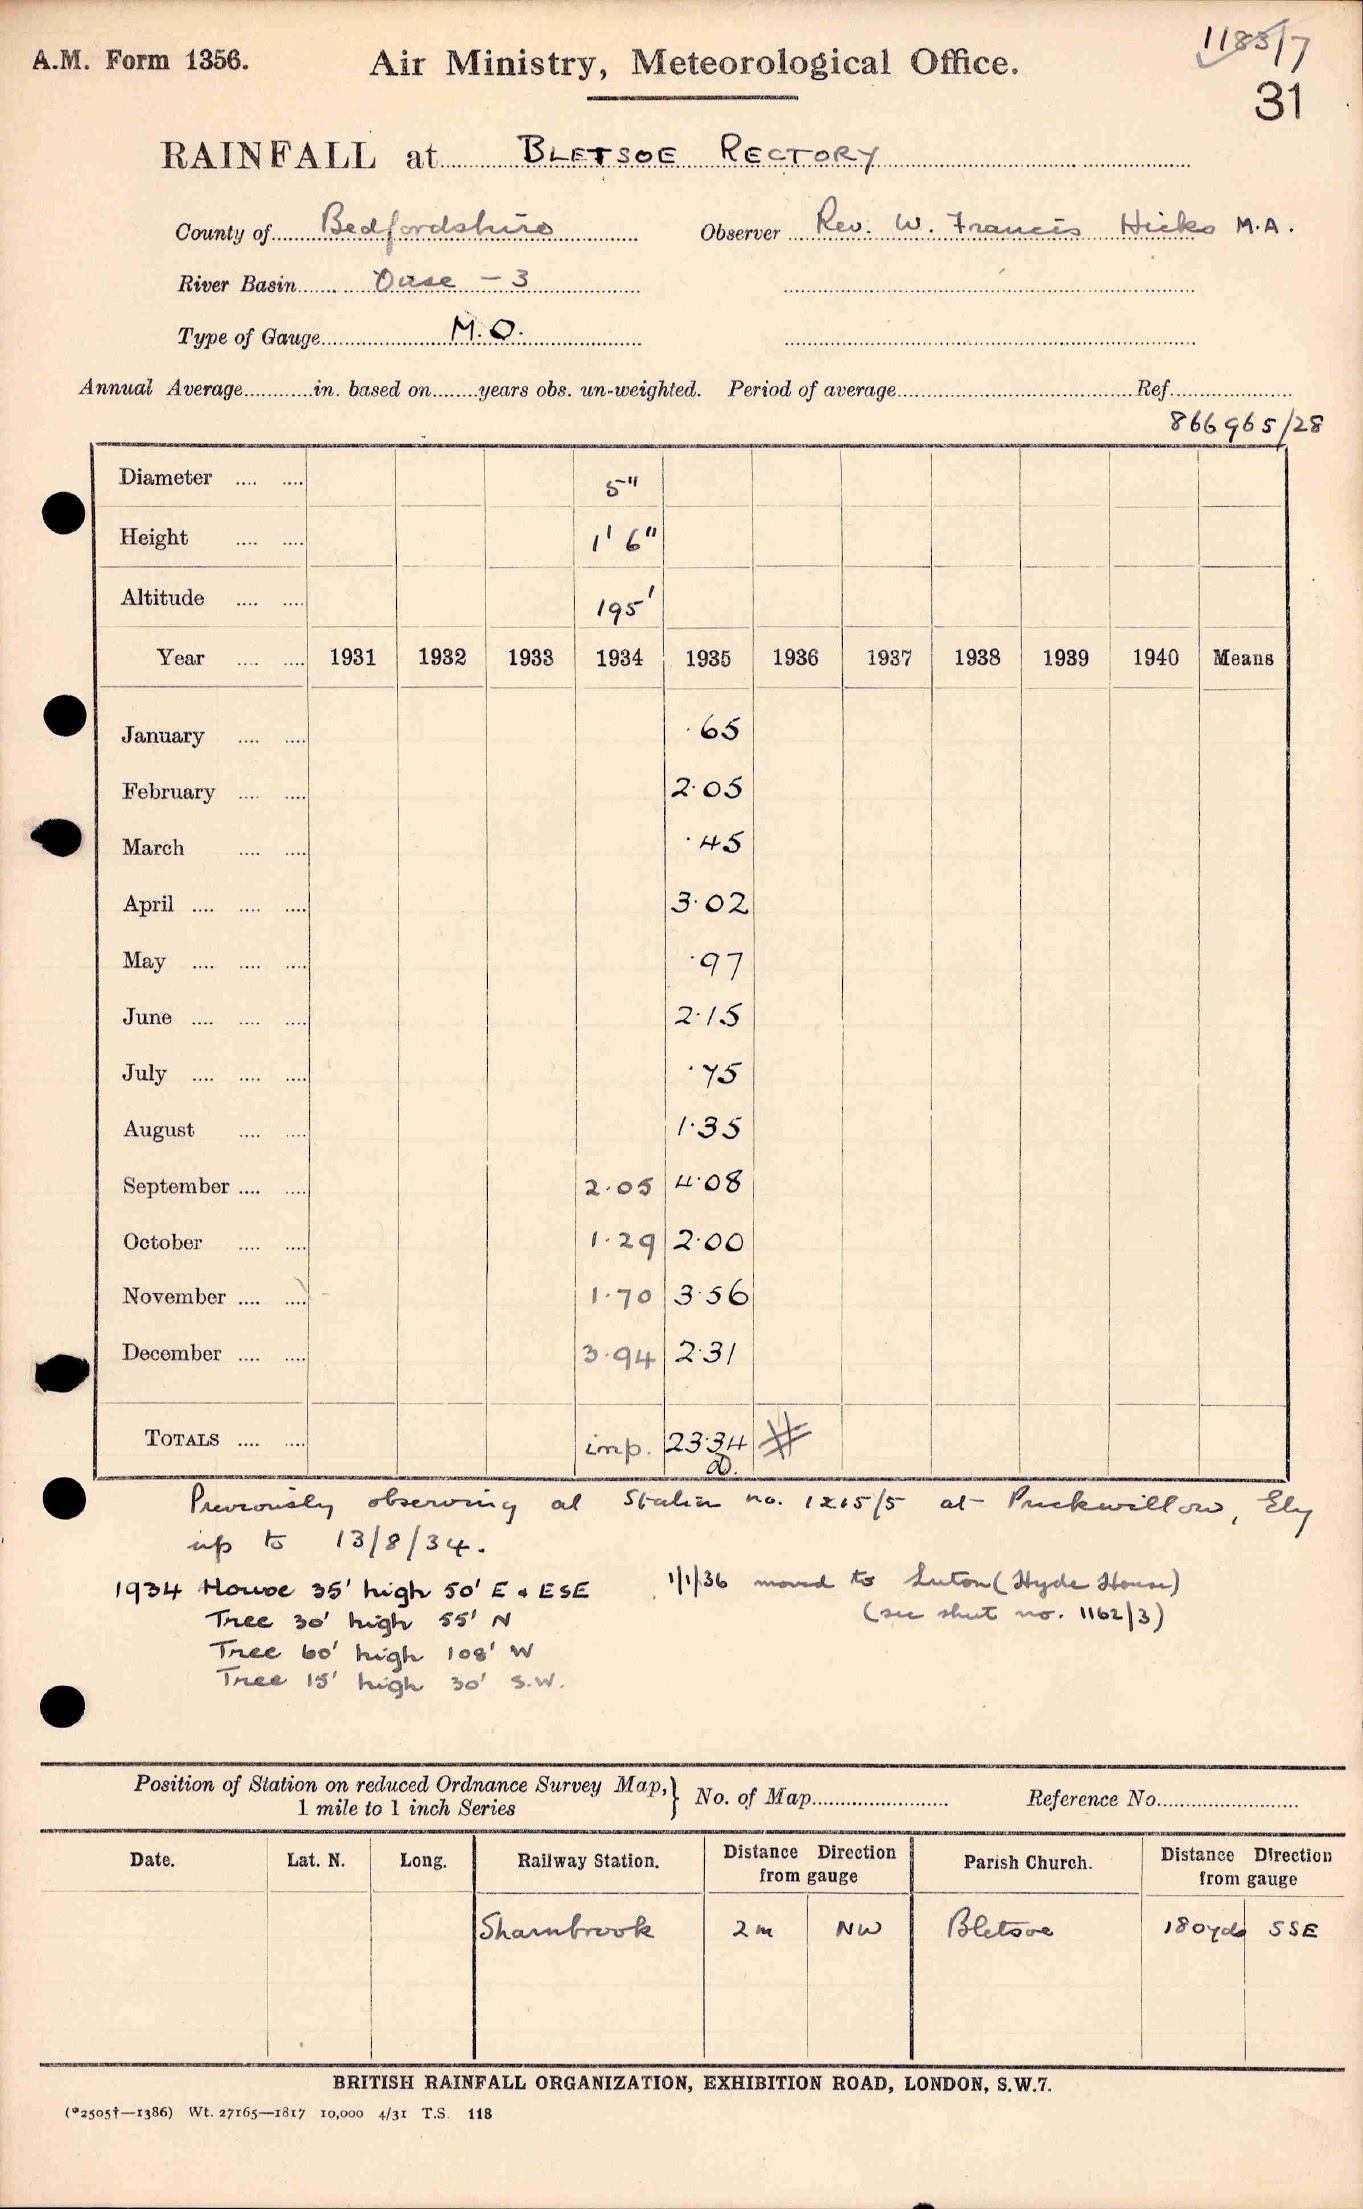 A.M. Form 1356.
Air Ministry, Meteorological Office.
1183/7
31
RAINFALL at BLETSOE RECTORY
County of Bedfordshire Observer Rev. W. Francis Hicks M.A.
River Basin Ouse - 3
Type of Gauge M.O.
Annual Average............in. based on........years obs. un-weighted. Period of average..............................Ref.....................
866965/28
Diameter .... .... 5"
Height .... .... 1' 6"
Altitude .... .... 195'
Year .... .... 1931 1932 1933 1934 1935 1936 1937 1938 1939 1940 Means
January .... .... ·65
February .... .... 2·05
March .... .... ·45
April .... .... .... 3·02
May .... .... .... ·97
June .... .... .... 2·15
July .... .... .... ·75
August .... .... 1·35
September .... .... 2·05 4·08
October .... .... 1·29 2·00
November .... .... 1·70 3·56
December .... .... 3·94 2·31
TOTALS .... .... imp. 23·34 #
Previously observing at Station no. 1215/5 at Prickwillow, Ely
up to 13/8/34.
1934 House 35' high 50' E & ESE
Tree 30' high 55' N
Tree 60' high 108' W
Tree 15' high 30' S.W.
1/1/36 moved to Luton (Hyde House)
(see sheet no. 1162/3)
Position of Station on reduced Ordnance Survey Map,} No. of Map....................... Reference No........................
1 mile to 1 inch Series
Date. Lat. N. Long. Railway Station. Distance Direction from gauge Parish Church. Distance Direction from gauge
Sharnbrook 2m NW Bletsoe 180yds SSE
BRITISH RAINFALL ORGANIZATION, EXHIBITION ROAD, LONDON, S.W.7.
(*2505†—1386) Wt. 27165—1817 10,000 4/31 T.S. 118